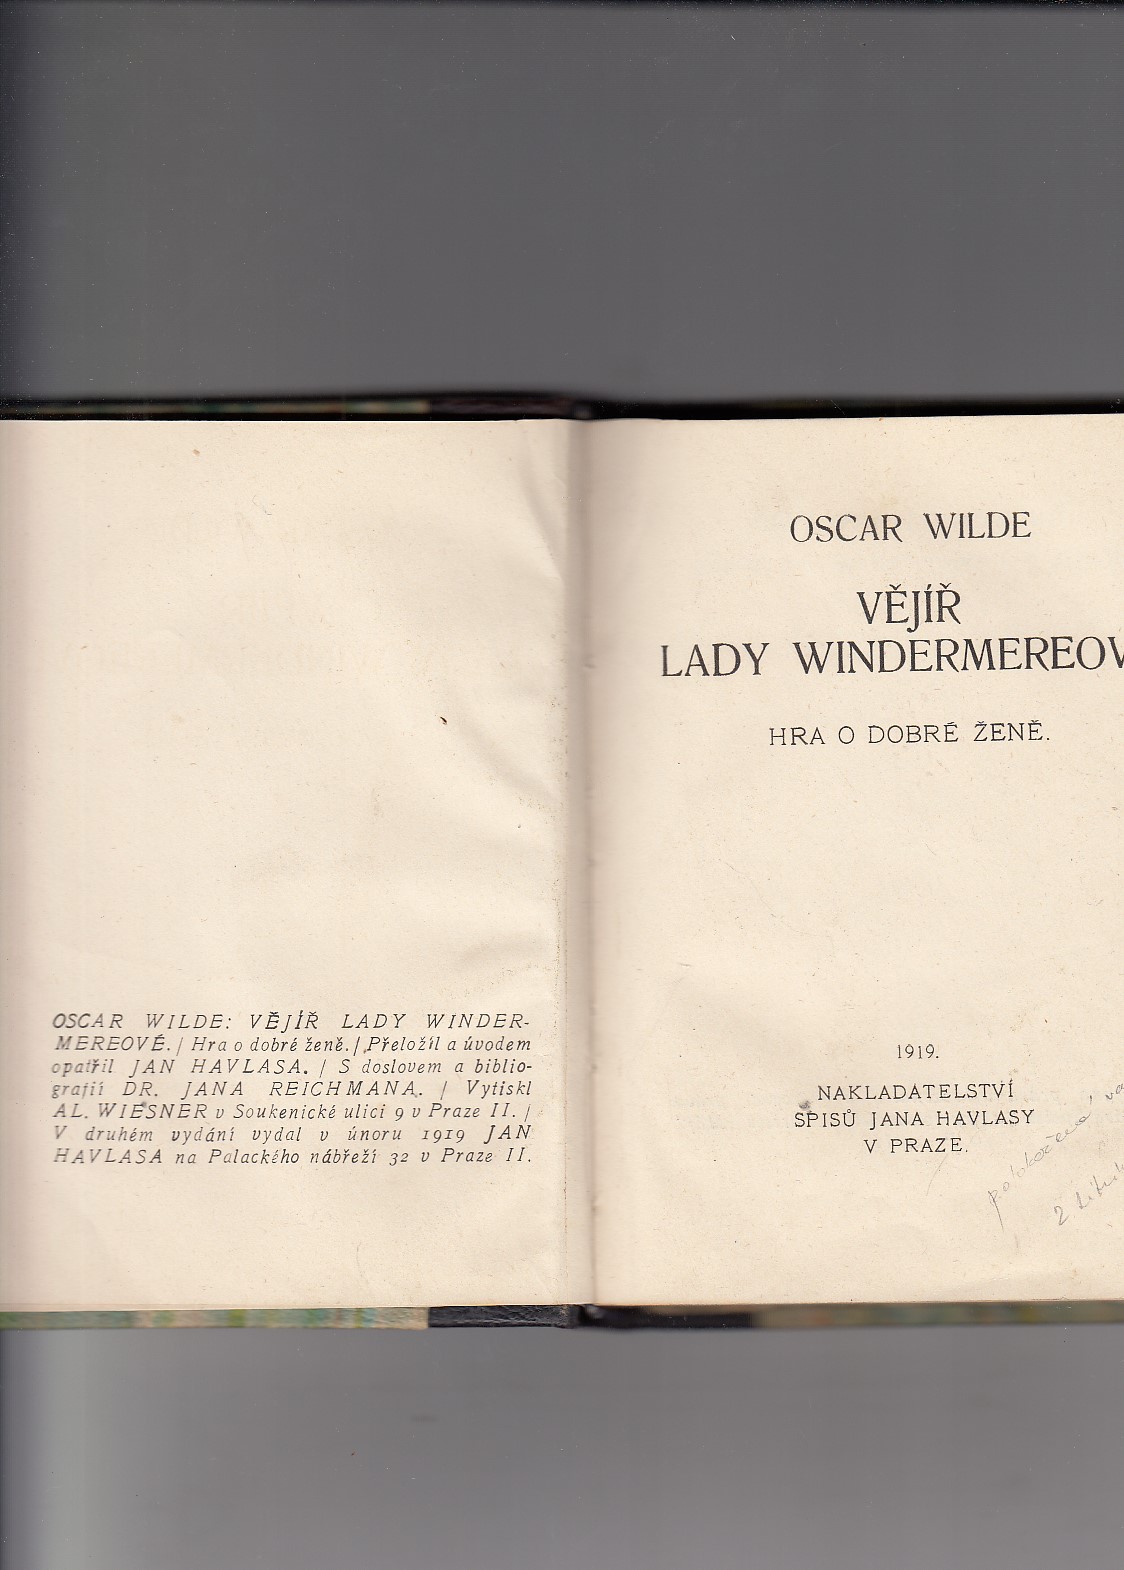 OSCAR WILDE: VĚJÍŘ LADY WINDER-
MEREOVÉ. / Hra o dobré ženě. / Přeložil a úvodem
opatřil JAN HAVLASA. / S doslovem a biblio-
grafií DR. JANA REICHMANA. / Vytiskl
AL. WIESNER v Soukenické ulici 9 v Praze II. /
V druhém vydání vydal v únoru 1919 JAN
HAVLASA na Palackého nábřeží 32 v Praze II.
OSCAR WILDE
VĚJÍŘ
LADY WINDERMEREOV
HRA O DOBRÉ ŽENĚ.
1919.
NAKLADATELSTVÍ
SPISŮ JANA HAVLASY
V PRAZE.
2